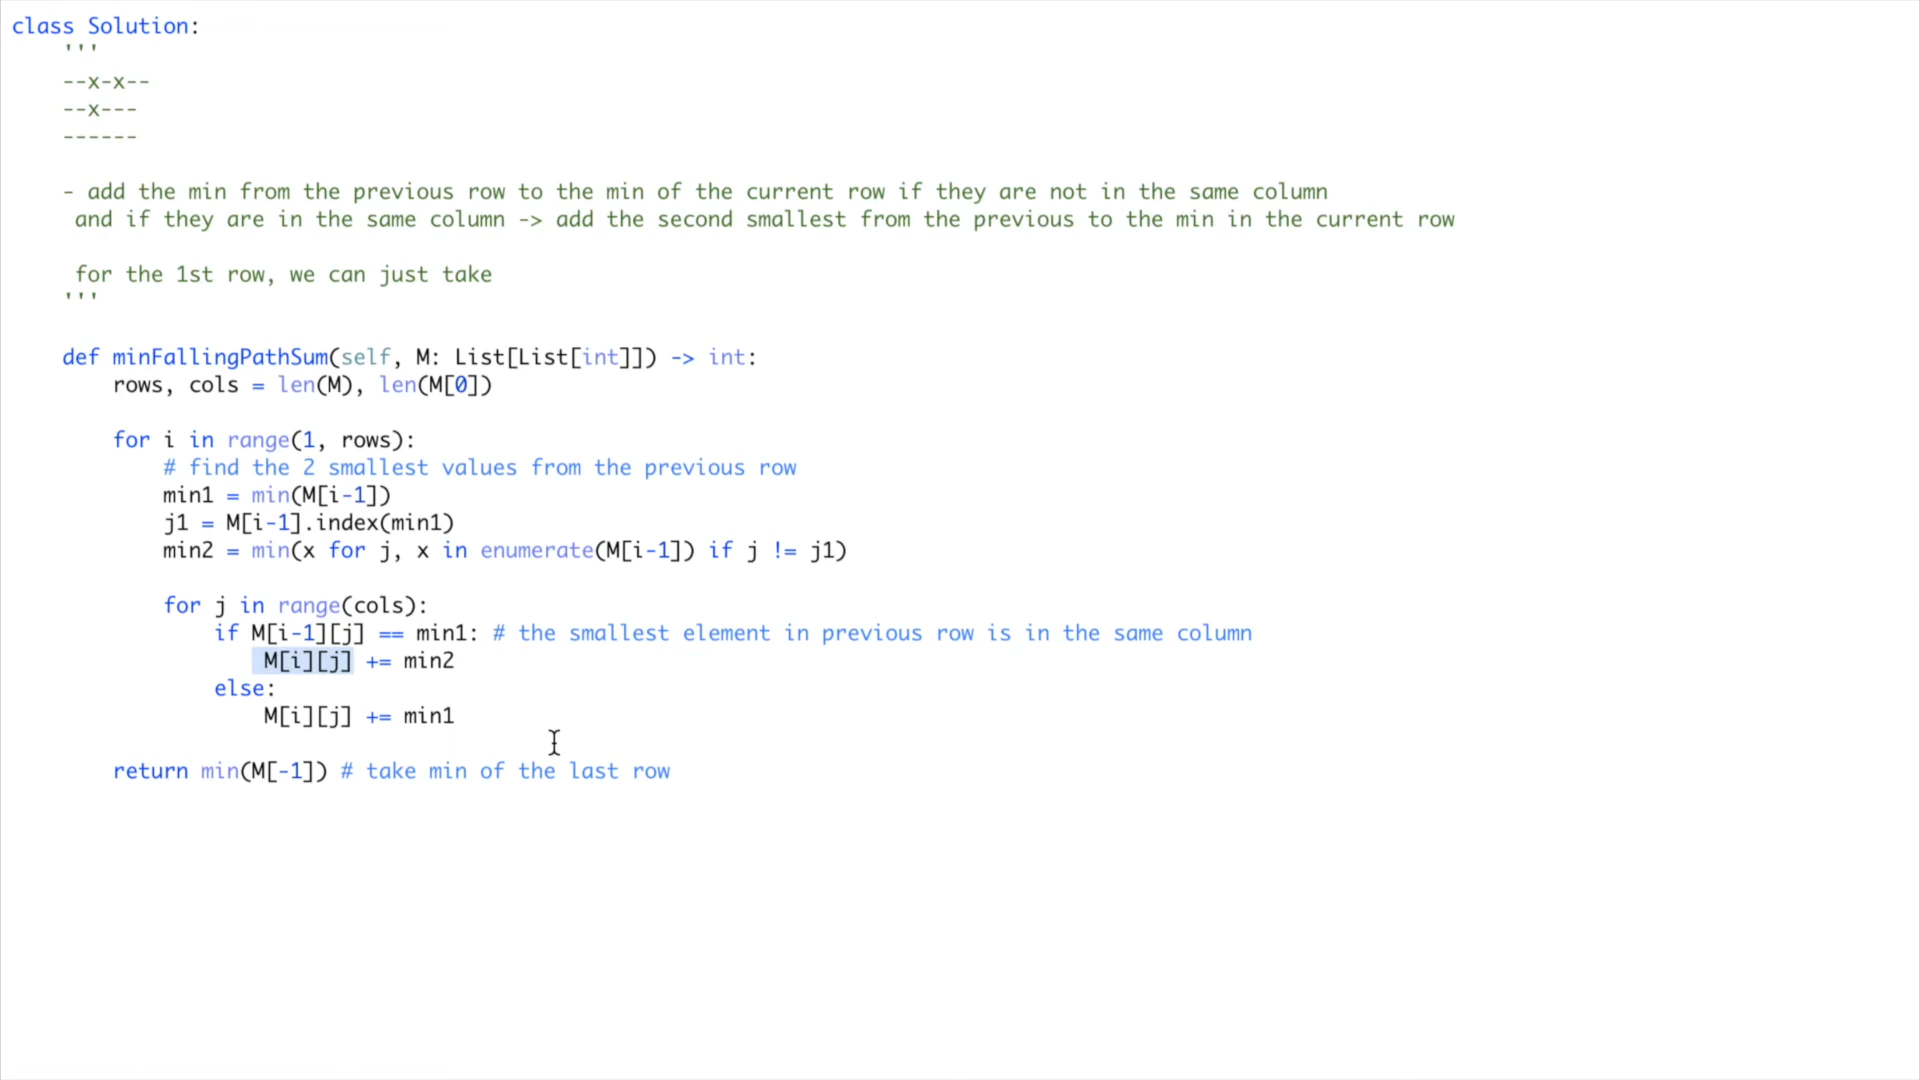 class Solution:
    '''
    --x-x--
    --x---
    ------

    - add the min from the previous row to the min of the current row if they are not in the same column
     and if they are in the same column -> add the second smallest from the previous to the min in the current row

     for the 1st row, we can just take
    '''

    def minFallingPathSum(self, M: List[List[int]]) -> int:
        rows, cols = len(M), len(M[0])

        for i in range(1, rows):
            # find the 2 smallest values from the previous row
            min1 = min(M[i-1])
            j1 = M[i-1].index(min1)
            min2 = min(x for j, x in enumerate(M[i-1]) if j != j1)

            for j in range(cols):
                if M[i-1][j] == min1: # the smallest element in previous row is in the same column
                    M[i][j] += min2
                else:
                    M[i][j] += min1

        return min(M[-1]) # take min of the last row